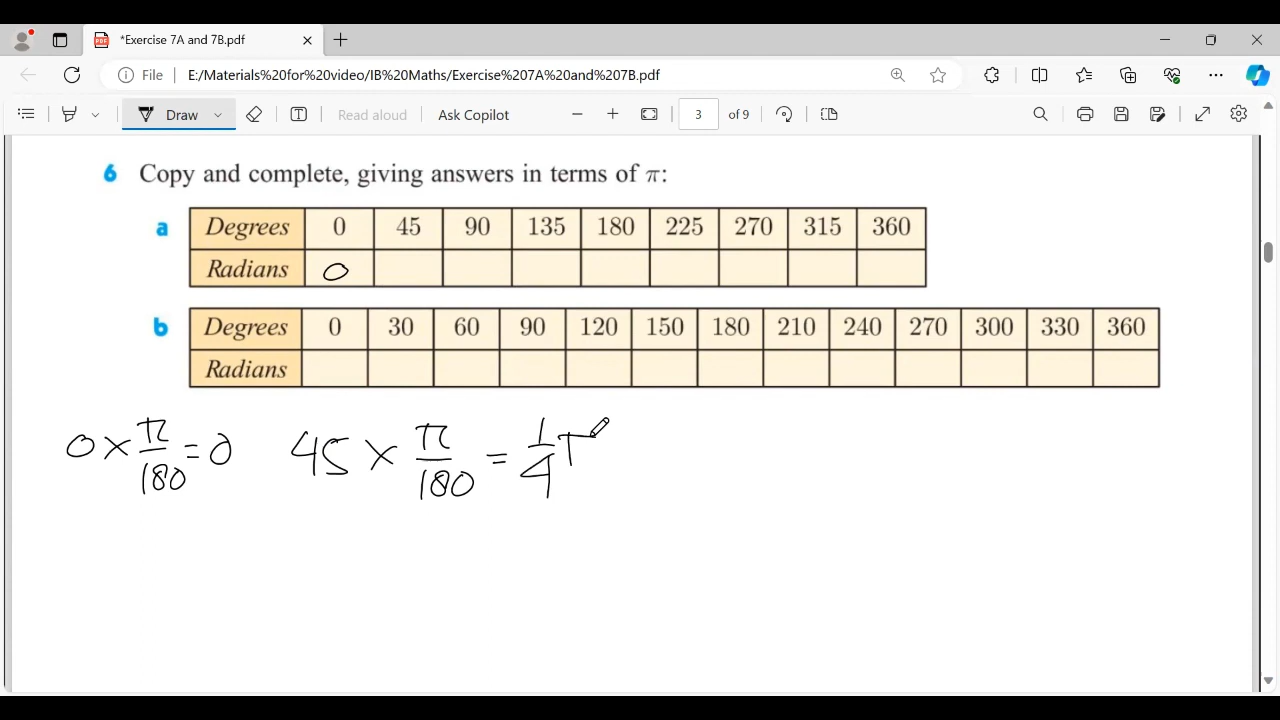 *Exercise 7A and 7B.pdf
File E:/Materials%20for%20video/IB%20Maths/Exercise%207A%20and%207B.pdf
Draw Read aloud Ask Copilot 3 of 9
6 Copy and complete, giving answers in terms of π:
a Degrees 0 45 90 135 180 225 270 315 360
Radians 0
b Degrees 0 30 60 90 120 150 180 210 240 270 300 330 360
Radians
0 × π/180 = 0 45 × π/180 = 1/4 π